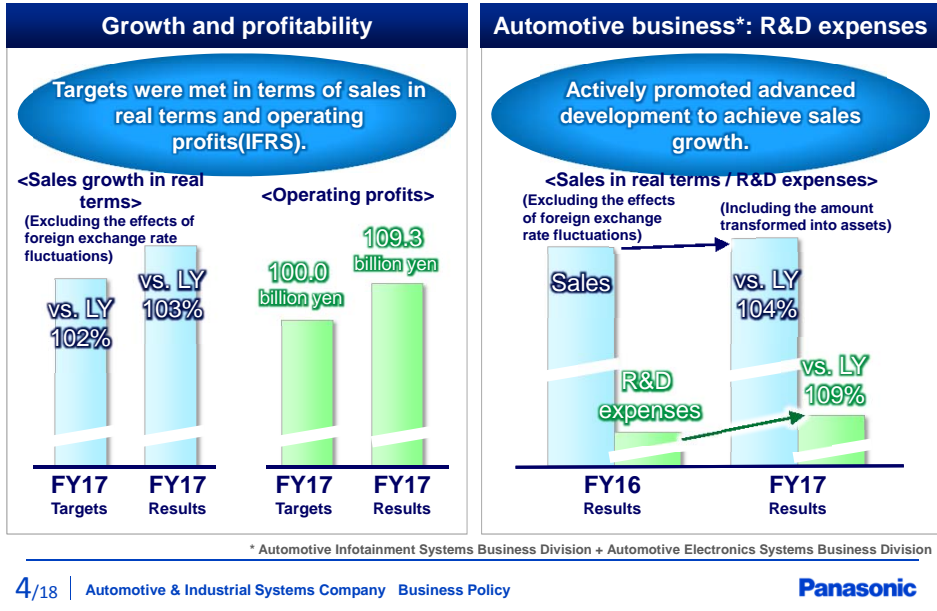 Growth and profitability
Targets were met in terms of sales in
real terms and operating
profits(IFRS).
<Sales growth in real
terms>
(Excluding the effects of
foreign exchange rate
fluctuations)
vs. LY
102%
vs. LY
103%
<Operating profits>
100.0
billion yen
109.3
billion yen
FY17
Targets
FY17
Results
FY17
Targets
FY17
Results
Automotive business*: R&D expenses
Actively promoted advanced
development to achieve sales
growth.
<Sales in real terms / R&D expenses>
(Excluding the effects
of foreign exchange
rate fluctuations)
(Including the amount
transformed into assets)
Sales
vs. LY
104%
R&D
expenses
vs. LY
109%
FY16
Results
FY17
Results
* Automotive Infotainment Systems Business Division + Automotive Electronics Systems Business Division
4/18 Automotive & Industrial Systems Company Business Policy
Panasonic